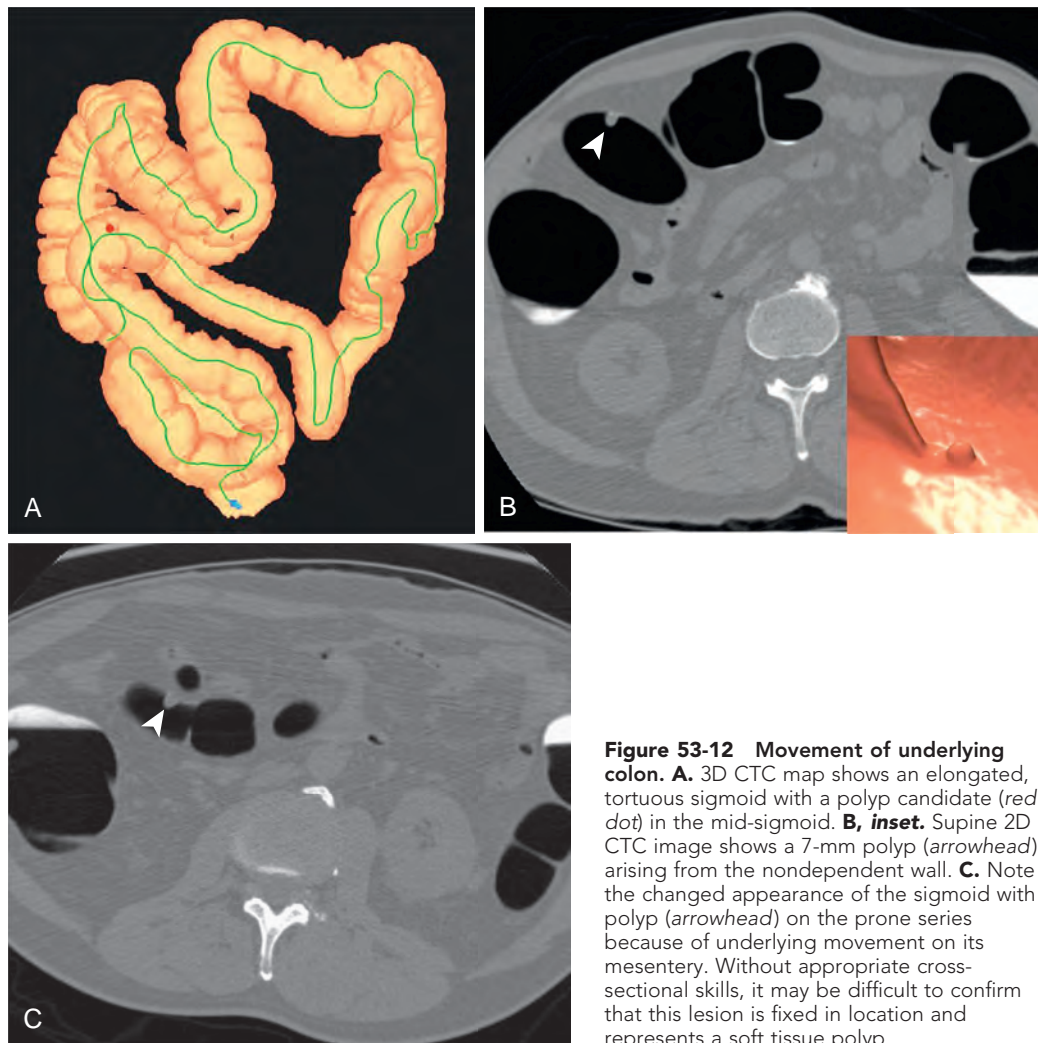 A
B
C
Figure 53-12 Movement of underlying
colon. A. 3D CTC map shows an elongated,
tortuous sigmoid with a polyp candidate (red
dot) in the mid-sigmoid. B, inset. Supine 2D
CTC image shows a 7-mm polyp (arrowhead)
arising from the nondependent wall. C. Note
the changed appearance of the sigmoid with
polyp (arrowhead) on the prone series
because of underlying movement on its
mesentery. Without appropriate cross-
sectional skills, it may be difficult to confirm
that this lesion is fixed in location and
represents a soft tissue polyp.